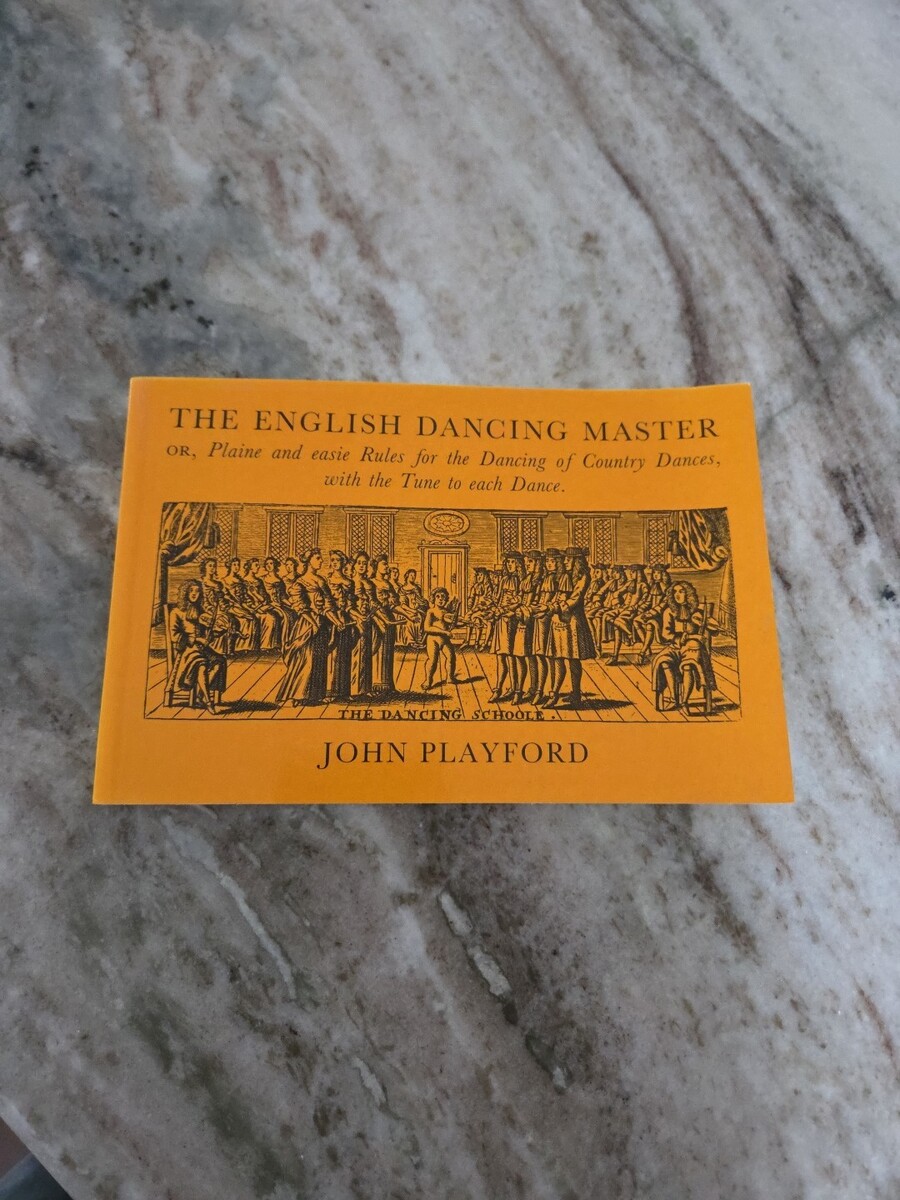 THE ENGLISH DANCING MASTER
OR, Plaine and easie Rules for the Dancing of Country Dances,
with the Tune to each Dance.
THE DANCING SCHOOLE .
JOHN PLAYFORD